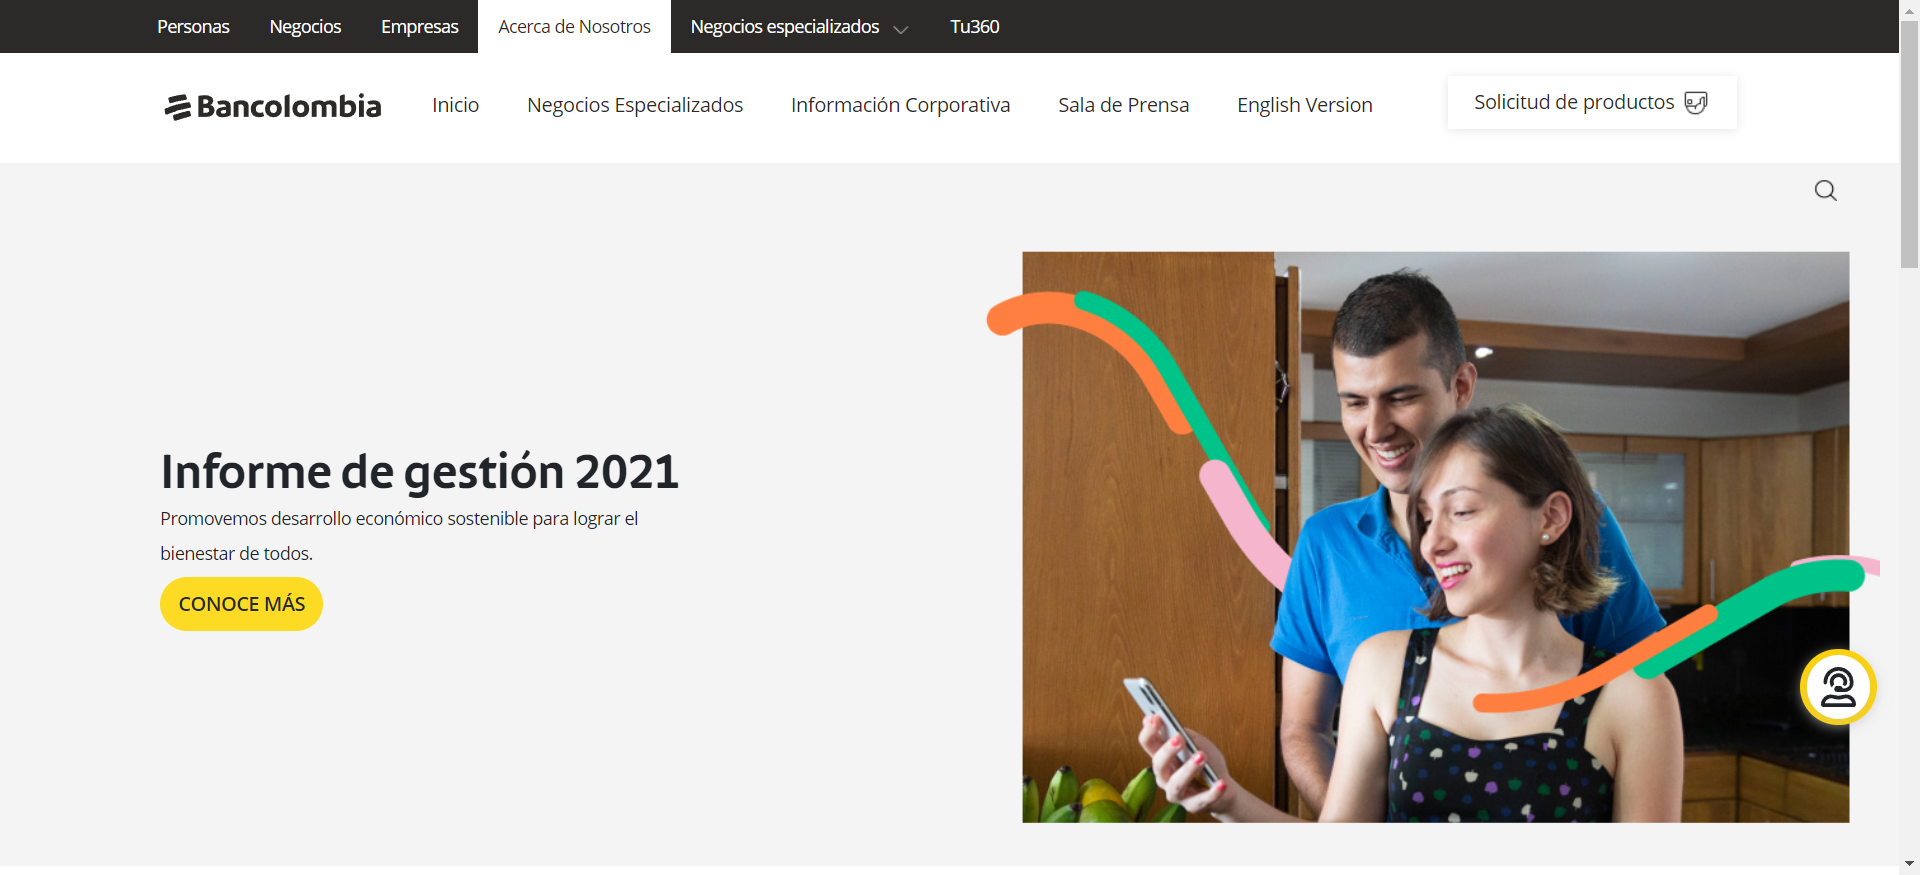 Personas Negocios Empresas Acerca de Nosotros Negocios especializados Tu360
Bancolombia Inicio Negocios Especializados Información Corporativa Sala de Prensa English Version Solicitud de productos
Informe de gestión 2021
Promovemos desarrollo económico sostenible para lograr el
bienestar de todos.
CONOCE MÁS